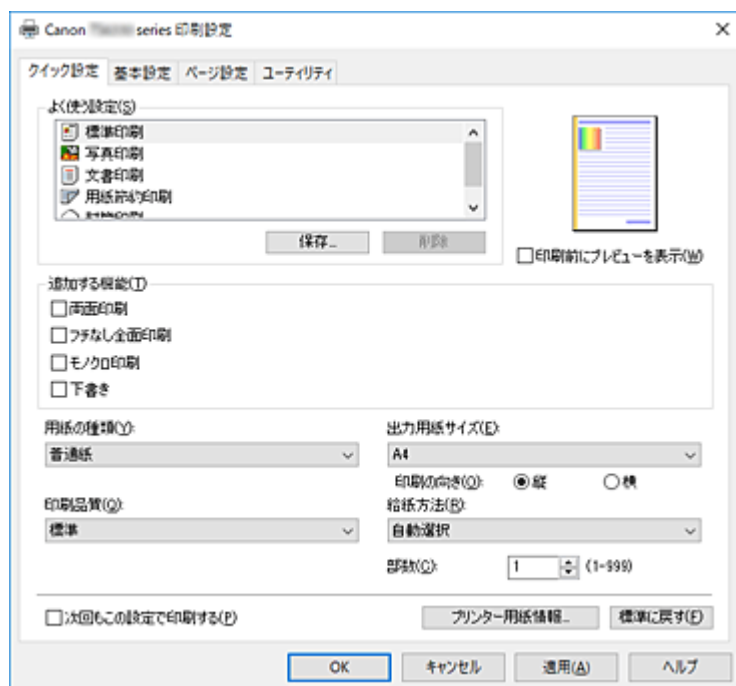 Canon series 印刷設定
クイック設定 基本設定 ページ設定 ユーティリティ
よく使う設定(S)
標準印刷
写真印刷
文書印刷
用紙節約印刷
保存... 削除
印刷前にプレビューを表示(W)
追加する機能(T)
両面印刷
フチなし全面印刷
モノクロ印刷
下書き
用紙の種類(Y): 出力用紙サイズ(E):
普通紙 A4
印刷の向き(O): 縦 横
印刷品質(Q): 給紙方法(R):
標準 自動選択
部数(C): 1 (1-999)
次回もこの設定で印刷する(P) プリンター用紙情報... 標準に戻す(F)
OK キャンセル 適用(A) ヘルプ